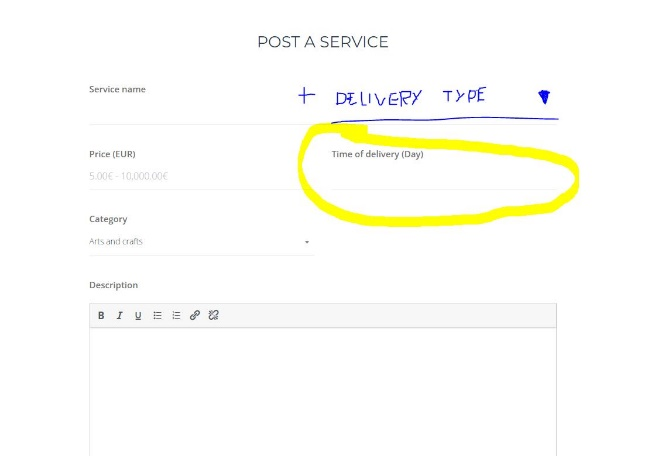 POST A SERVICE
Service name
+ DELIVERY TYPE
Price (EUR)
Time of delivery (Day)
5.00€ - 10,000.00€
Category
Arts and crafts
Description
B I U